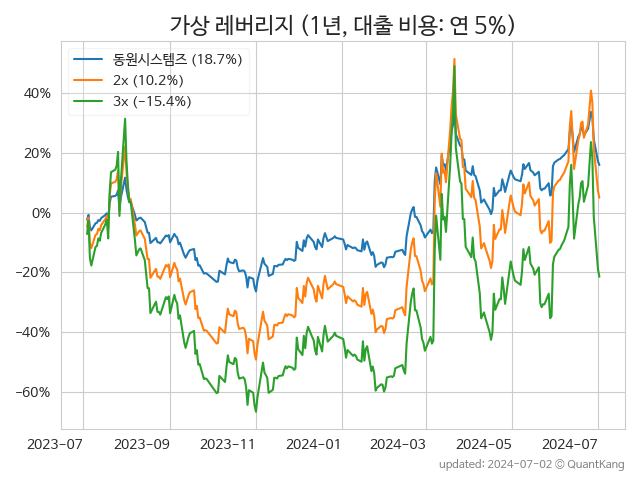 가상 레버리지 (1년, 대출 비용: 연 5%)
동원시스템즈 (18.7%)
2x (10.2%)
3x (−15.4%)
40%
20%
0%
−20%
−40%
−60%
2023-07 2023-09 2023-11 2024-01 2024-03 2024-05 2024-07
updated: 2024-07-02 © QuantKang